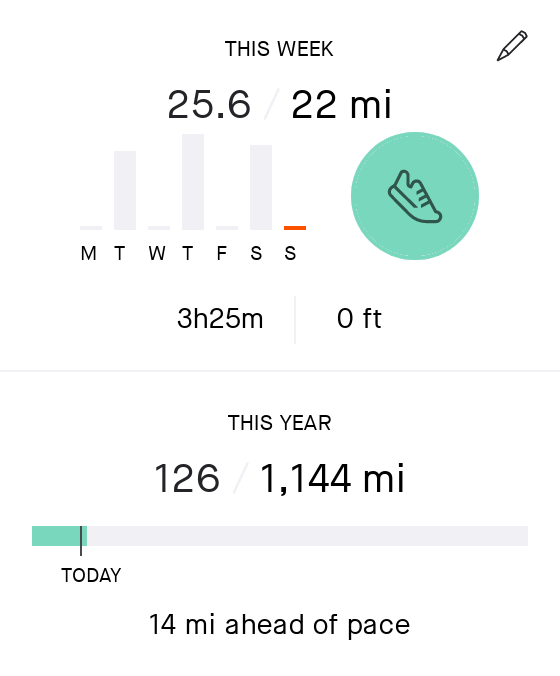 THIS WEEK
25.6 / 22 mi
M T W T F S S
3h25m | 0 ft
THIS YEAR
126 / 1,144 mi
TODAY
14 mi ahead of pace